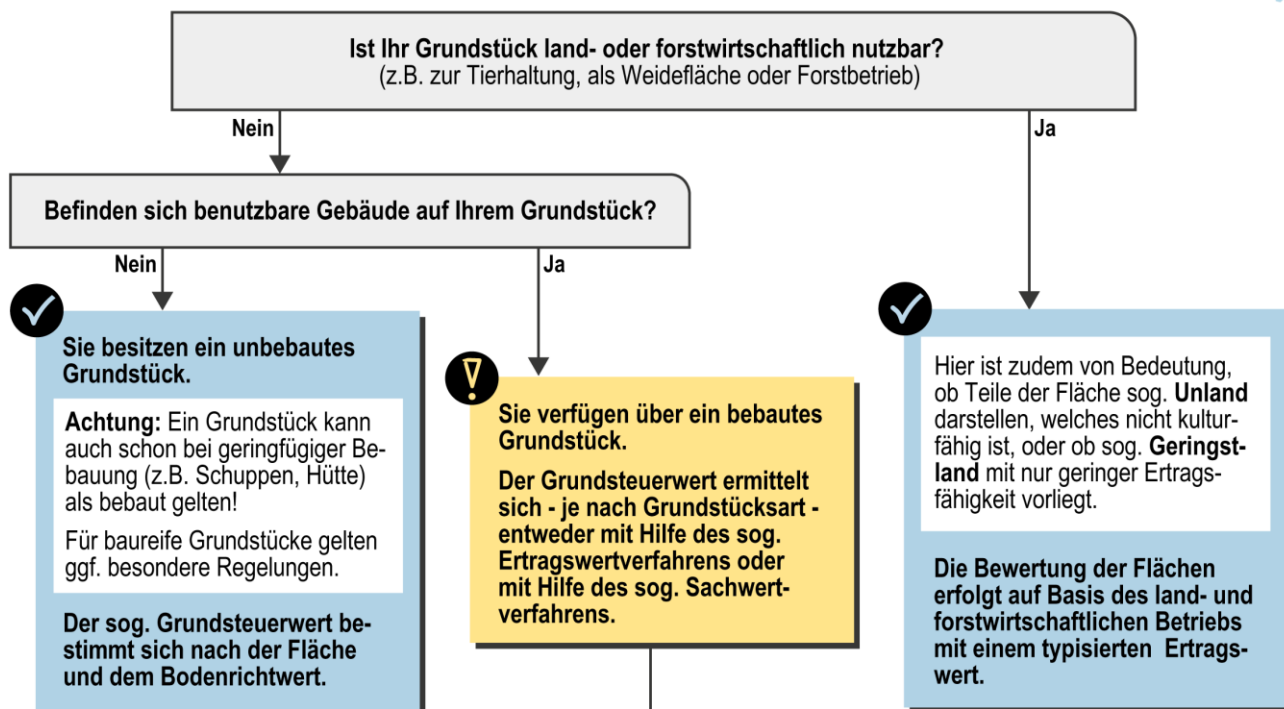 Ist Ihr Grundstück land- oder forstwirtschaftlich nutzbar?
(z.B. zur Tierhaltung, als Weidefläche oder Forstbetrieb)
Nein
Ja
Befinden sich benutzbare Gebäude auf Ihrem Grundstück?
Nein
Ja
Sie besitzen ein unbebautes
Grundstück.
Achtung: Ein Grundstück kann
auch schon bei geringfügiger Be-
bauung (z.B. Schuppen, Hütte)
als bebaut gelten!
Für baureife Grundstücke gelten
ggf. besondere Regelungen.
Der sog. Grundsteuerwert be-
stimmt sich nach der Fläche
und dem Bodenrichtwert.
Sie verfügen über ein bebautes
Grundstück.
Der Grundsteuerwert ermittelt
sich - je nach Grundstücksart -
entweder mit Hilfe des sog.
Ertragswertverfahrens oder
mit Hilfe des sog. Sachwert-
verfahrens.
Hier ist zudem von Bedeutung,
ob Teile der Fläche sog. Unland
darstellen, welches nicht kultur-
fähig ist, oder ob sog. Geringst-
land mit nur geringer Ertrags-
fähigkeit vorliegt.
Die Bewertung der Flächen
erfolgt auf Basis des land- und
forstwirtschaftlichen Betriebs
mit einem typisierten Ertrags-
wert.